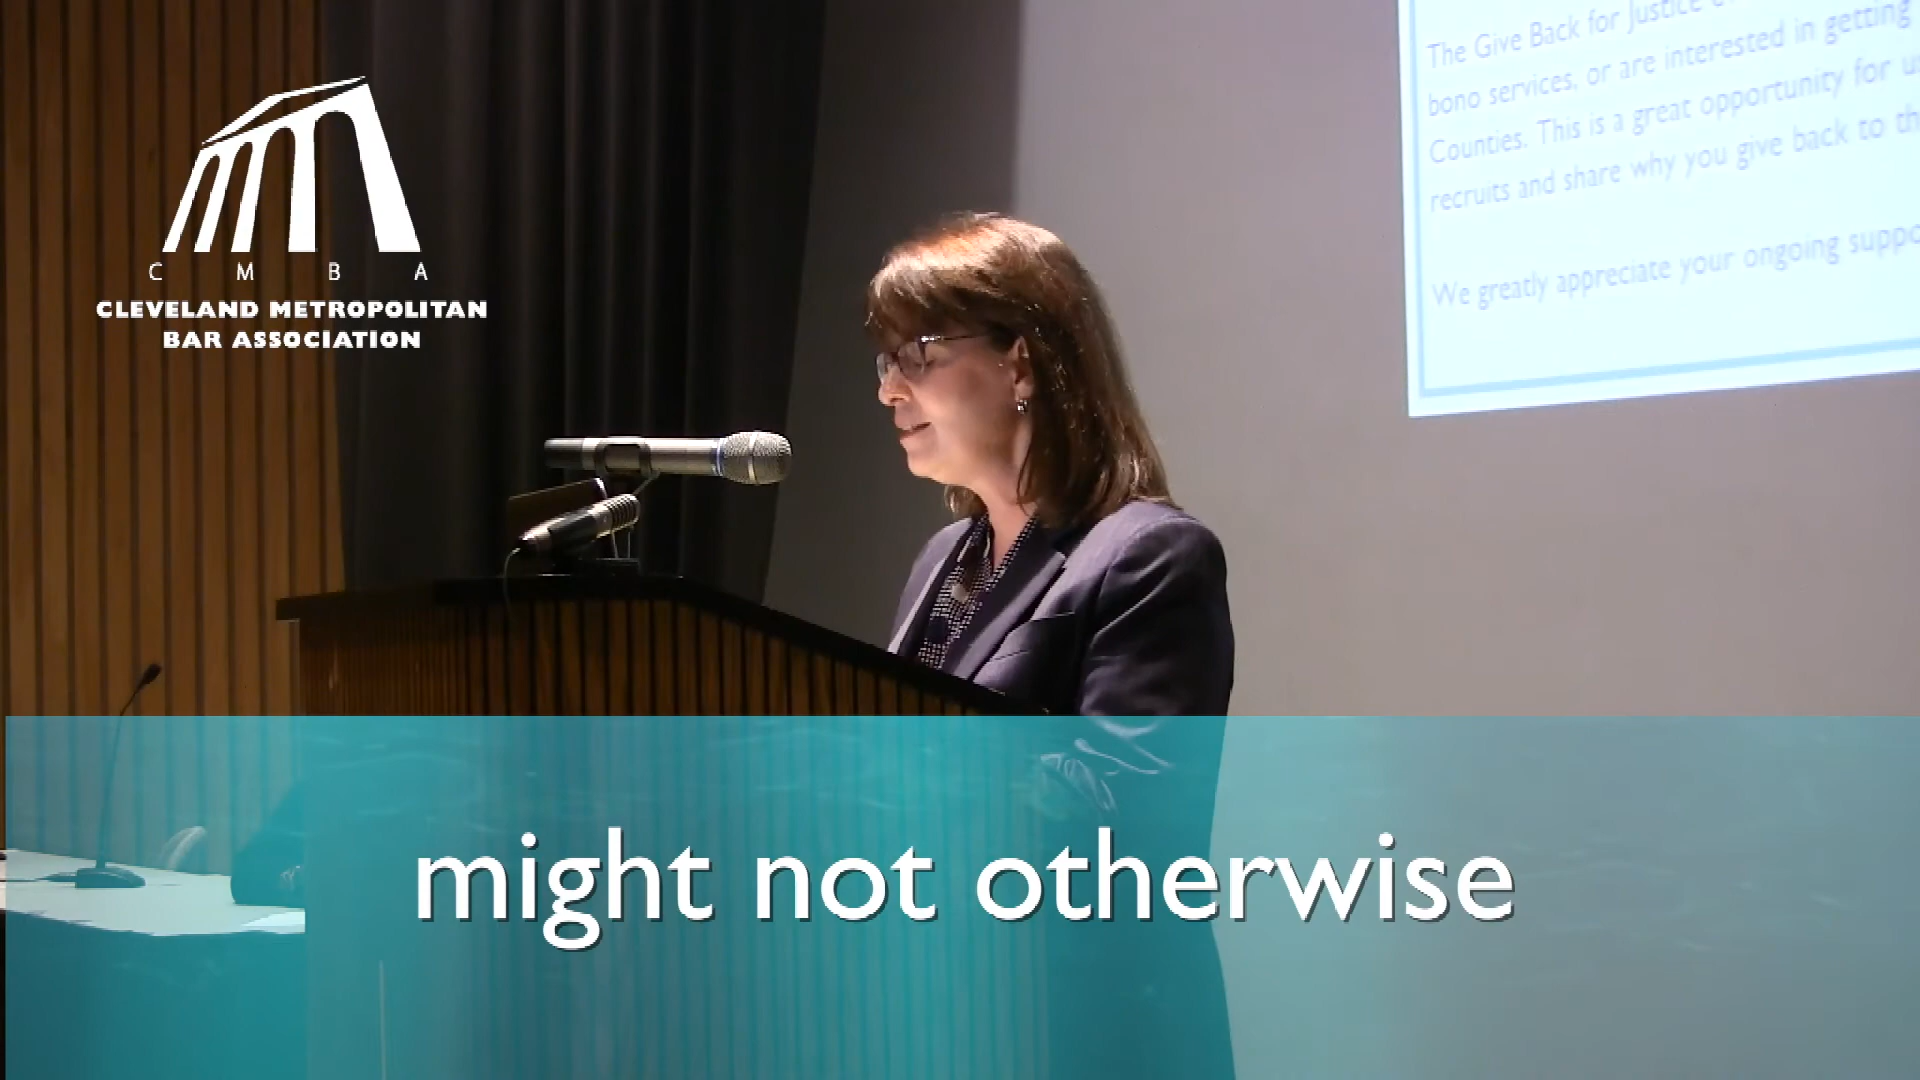 C M B A
CLEVELAND METROPOLITAN
BAR ASSOCIATION
The Give Back for Justice
bono services, or are interested in getting
Counties. This is a great opportunity for
recruits and share why you give back to
We greatly appreciate your ongoing
might not otherwise